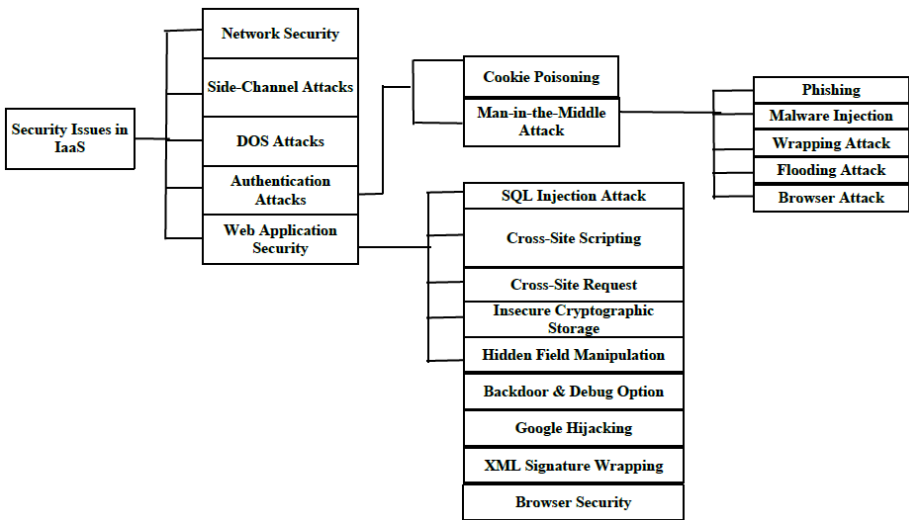 Security Issues in
IaaS
Network Security
Side-Channel Attacks
DOS Attacks
Authentication
Attacks
Web Application
Security
Cookie Poisoning
Man-in-the-Middle
Attack
SQL Injection Attack
Cross-Site Scripting
Cross-Site Request
Insecure Cryptographic
Storage
Hidden Field Manipulation
Backdoor & Debug Option
Google Hijacking
XML Signature Wrapping
Browser Security
Phishing
Malware Injection
Wrapping Attack
Flooding Attack
Browser Attack